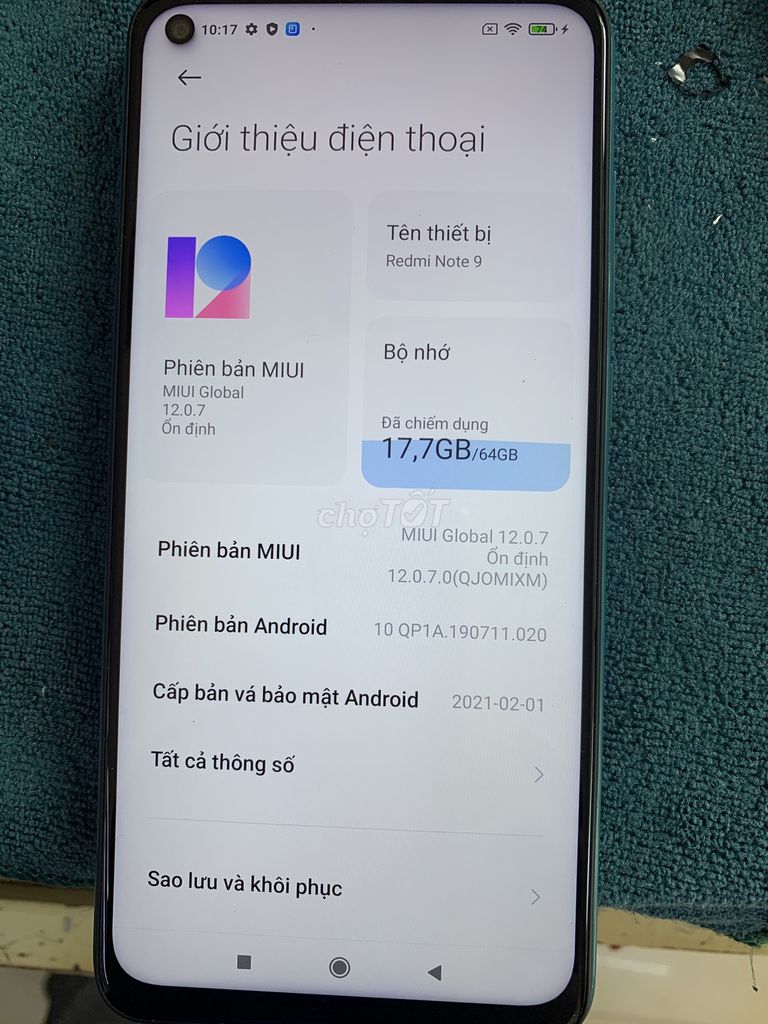 10:17
74
Giới thiệu điện thoại
Tên thiết bị
Redmi Note 9
Phiên bản MIUI
MIUI Global
12.0.7
Ổn định
Bộ nhớ
Đã chiếm dụng
17,7GB/64GB
chợTỐT
Phiên bản MIUI
MIUI Global 12.0.7
Ổn định
12.0.7.0(QJOMIXM)
Phiên bản Android
10 QP1A.190711.020
Cấp bản vá bảo mật Android
2021-02-01
Tất cả thông số
Sao lưu và khôi phục